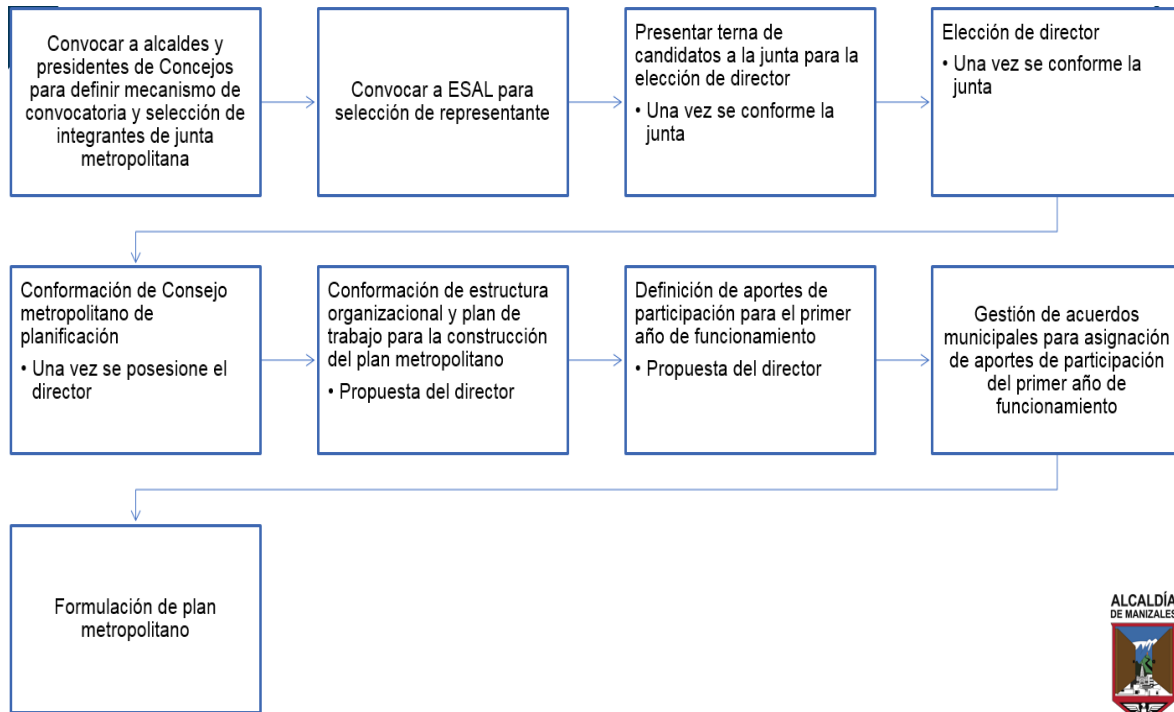 Convocar a alcaldes y
presidentes de Concejos
para definir mecanismo de
convocatoria y selección de
integrantes de junta
metropolitana
Convocar a ESAL para
selección de representante
Presentar terna de
candidatos a la junta para la
elección de director
• Una vez se conforme la
junta
Elección de director
• Una vez se conforme la
junta
Conformación de Consejo
metropolitano de
planificación
• Una vez se posesione el
director
Conformación de estructura
organizacional y plan de
trabajo para la construcción
del plan metropolitano
• Propuesta del director
Definición de aportes de
participación para el primer
año de funcionamiento
• Propuesta del director
Gestión de acuerdos
municipales para asignación
de aportes de participación
del primer año de
funcionamiento
Formulación de plan
metropolitano
ALCALDÍA
DE MANIZALES